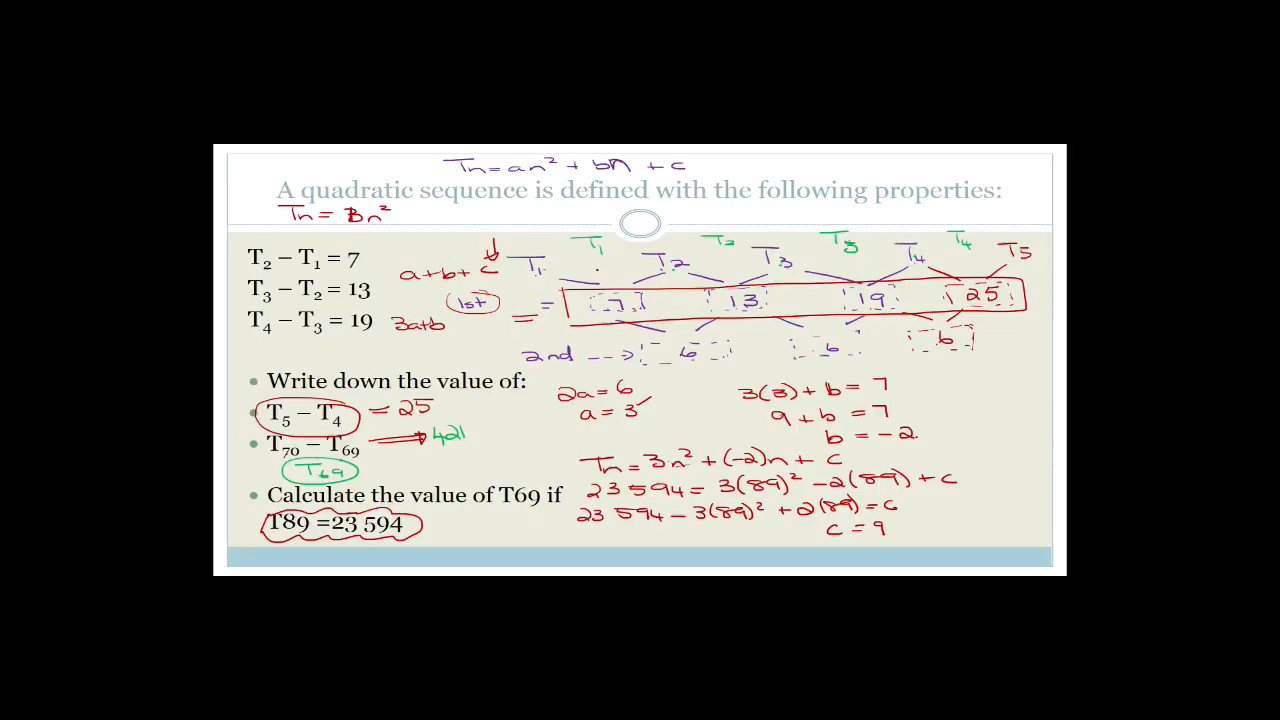 Tn = an² + bn + c
A quadratic sequence is defined with the following properties:
Tn = 3n²
T₂ – T₁ = 7
T₃ – T₂ = 13
T₄ – T₃ = 19
a+b+c
3a+b
T₁ T₂ T₃ T₄
T₁ T₂ T₃ T₄ T₅
1st = = 7, 13 19 25
2nd ---> 6 6 6
Write down the value of:
T₅ – T₄ = 25
T₇₀ – T₆₉ → 421
T₆₉
Calculate the value of T69 if
T89 =23 594
2a = 6
a = 3 ✓
3(3) + b = 7
9 + b = 7
b = -2
Tn = 3n² + (-2)n + c
23 594 = 3(89)² - 2(89) + c
23 594 - 3(89)² + 2(89) = c
c = 9